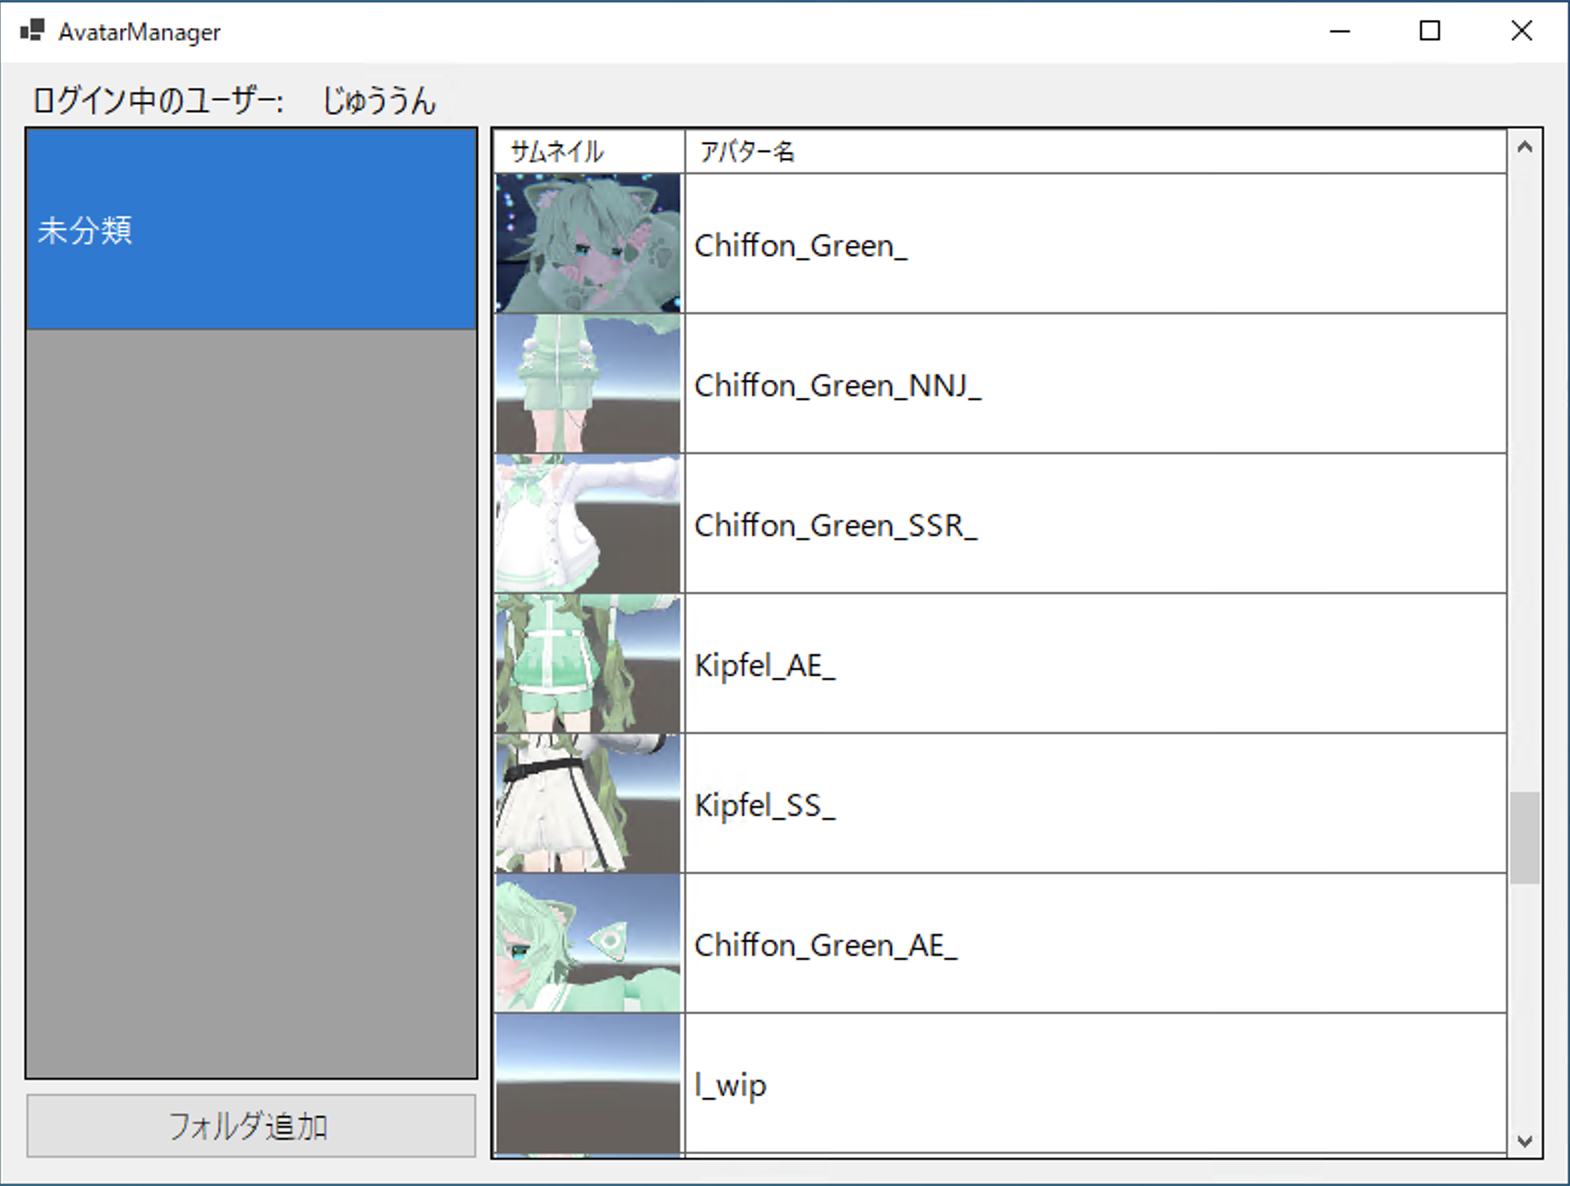 AvatarManager
ログイン中のユーザー: じゅううん
未分類
フォルダ追加
サムネイル アバター名
Chiffon_Green_
Chiffon_Green_NNJ_
Chiffon_Green_SSR_
Kipfel_AE_
Kipfel_SS_
Chiffon_Green_AE_
l_wip